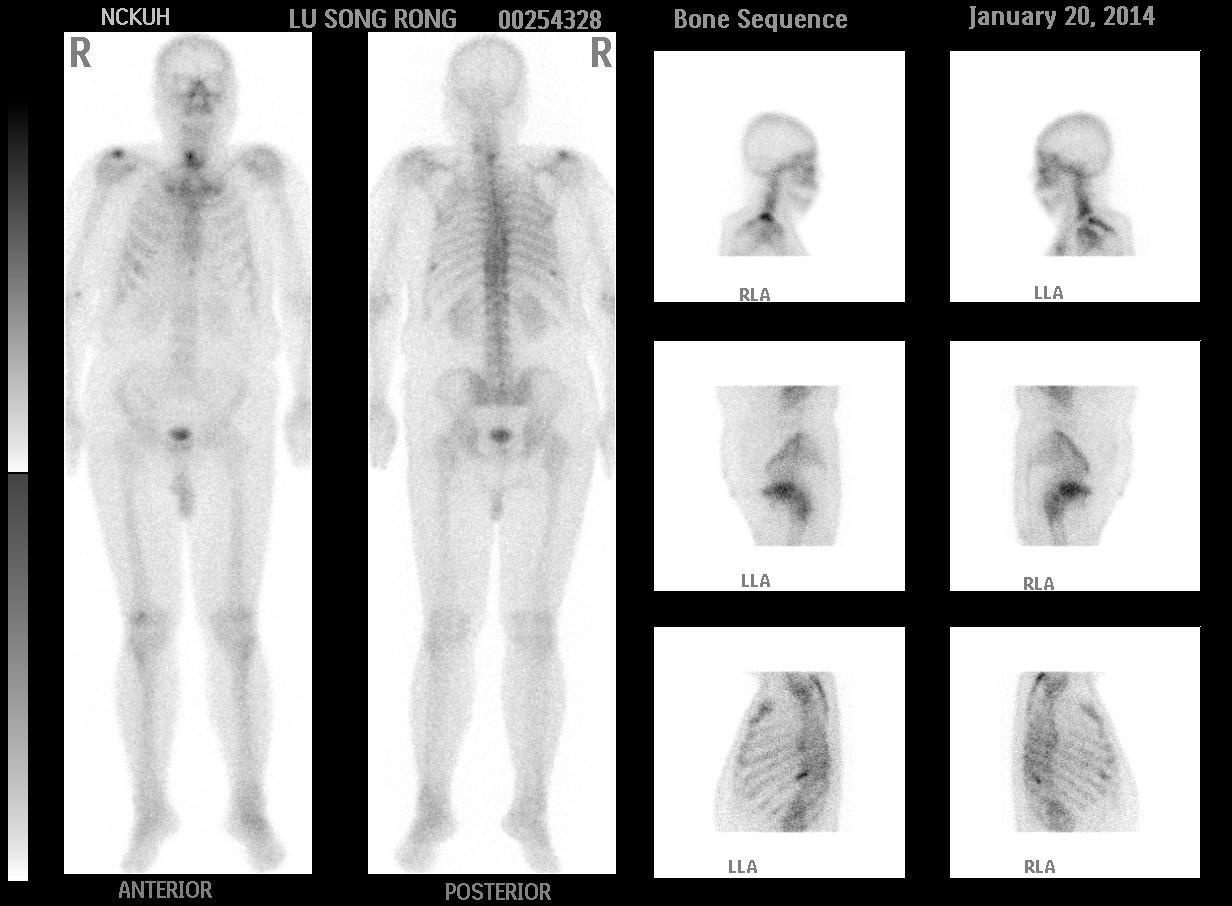 NCKUH LU SONG RONG 00254328 Bone Sequence January 20, 2014
R R
RLA LLA
LLA RLA
LLA RLA
ANTERIOR POSTERIOR